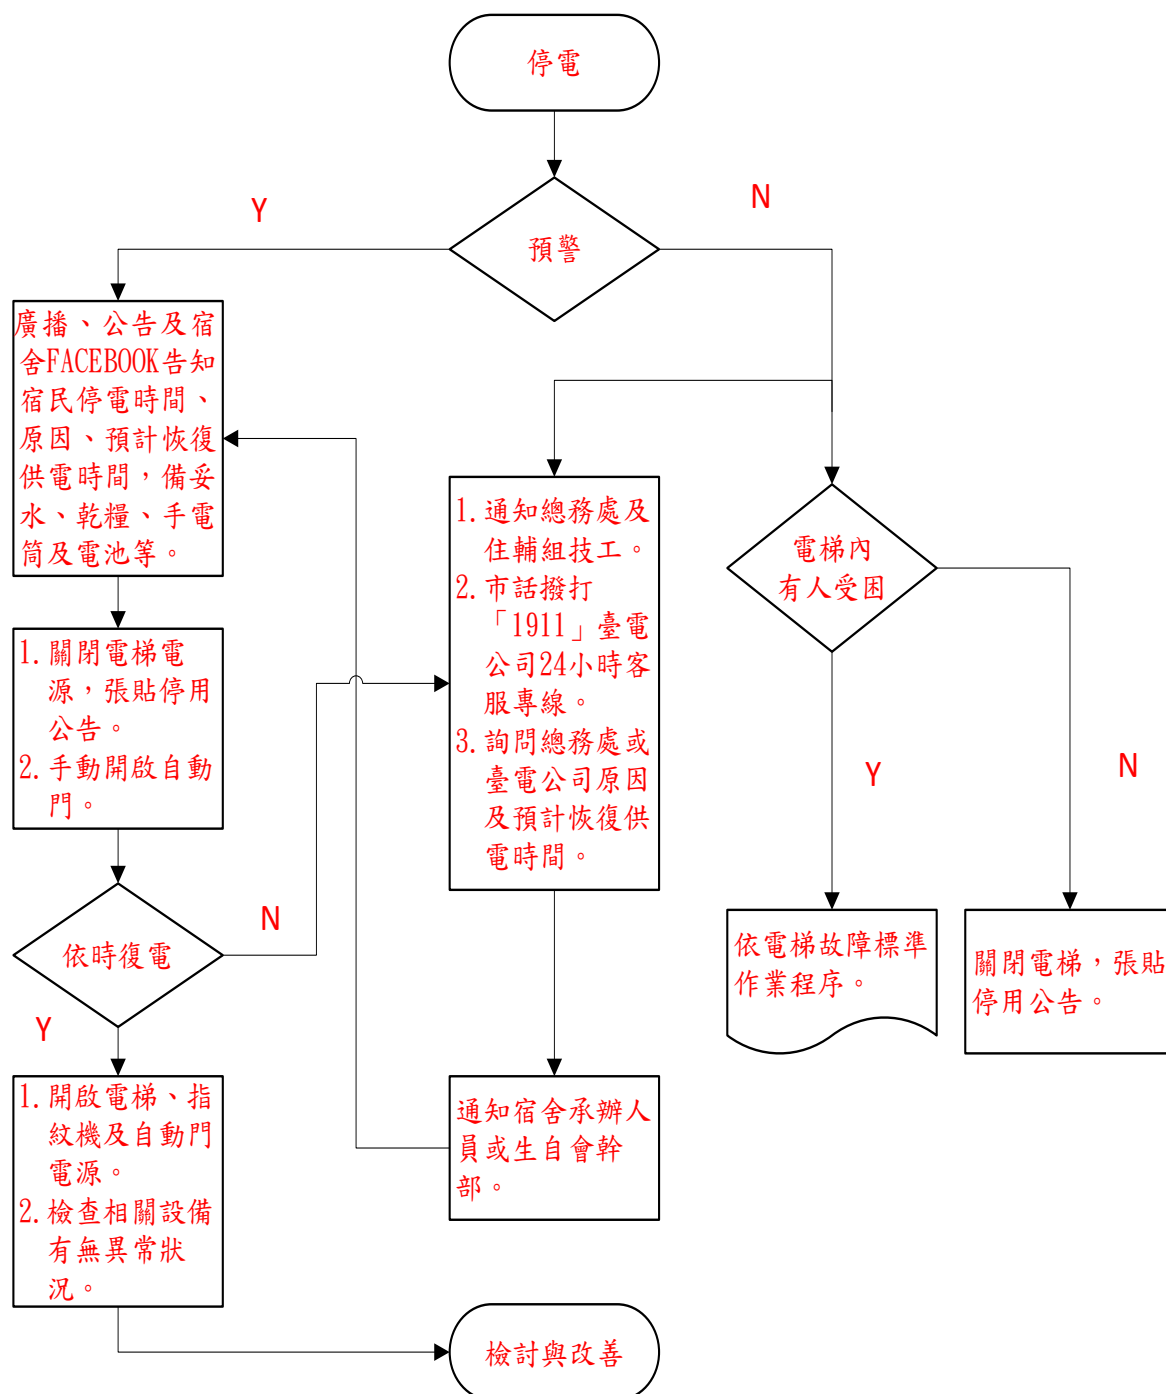 停電
Y
N
預警
廣播、公告及宿
舍FACEBOOK告知
宿民停電時間、
原因、預計恢復
供電時間，備妥
水、乾糧、手電
筒及電池等。
1. 通知總務處及
住輔組技工。
2. 市話撥打
「1911」臺電
公司24小時客
服專線。
3. 詢問總務處或
臺電公司原因
及預計恢復供
電時間。
電梯內
有人受困
1. 關閉電梯電
源，張貼停用
公告。
2. 手動開啟自動
門。
Y
N
依時復電
N
Y
依電梯故障標準
作業程序。
關閉電梯，張貼
停用公告。
1. 開啟電梯、指
紋機及自動門
電源。
2. 檢查相關設備
有無異常狀
況。
通知宿舍承辦人
員或生自會幹
部。
檢討與改善